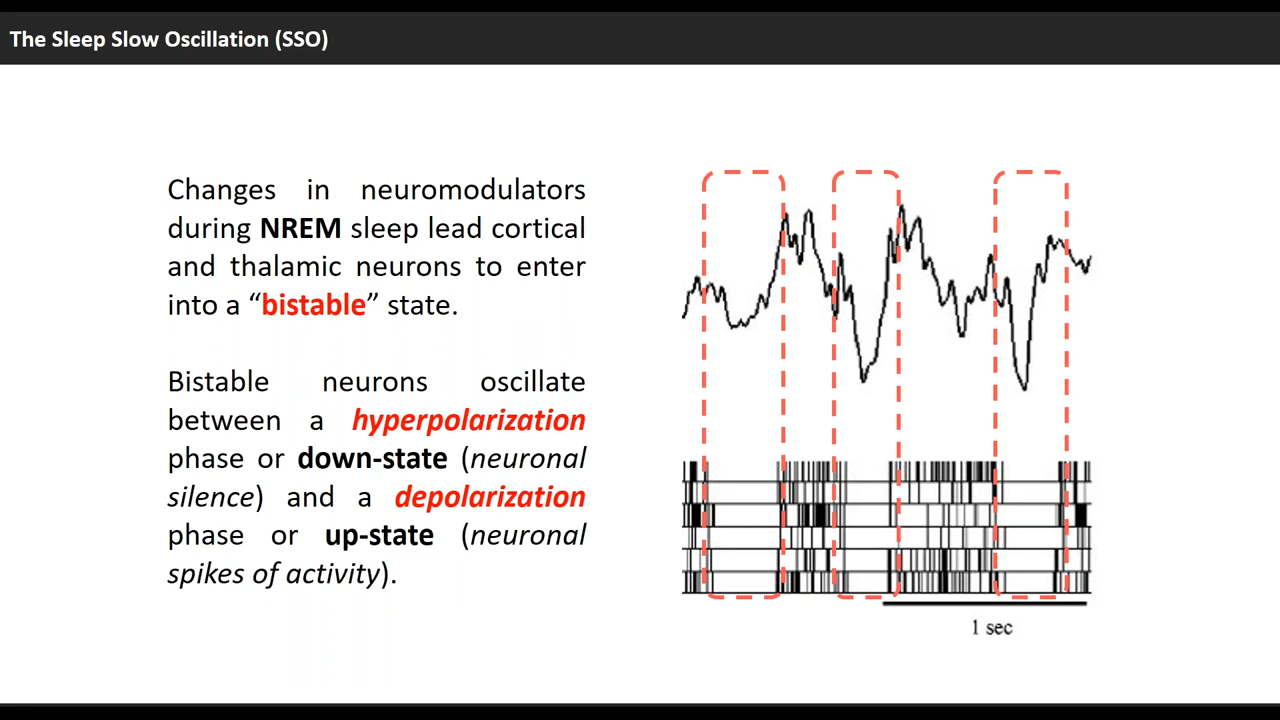 The Sleep Slow Oscillation (SSO)
Changes in neuromodulators
during NREM sleep lead cortical
and thalamic neurons to enter
into a “bistable” state.
Bistable neurons oscillate
between a hyperpolarization
phase or down-state (neuronal
silence) and a depolarization
phase or up-state (neuronal
spikes of activity).
1 sec